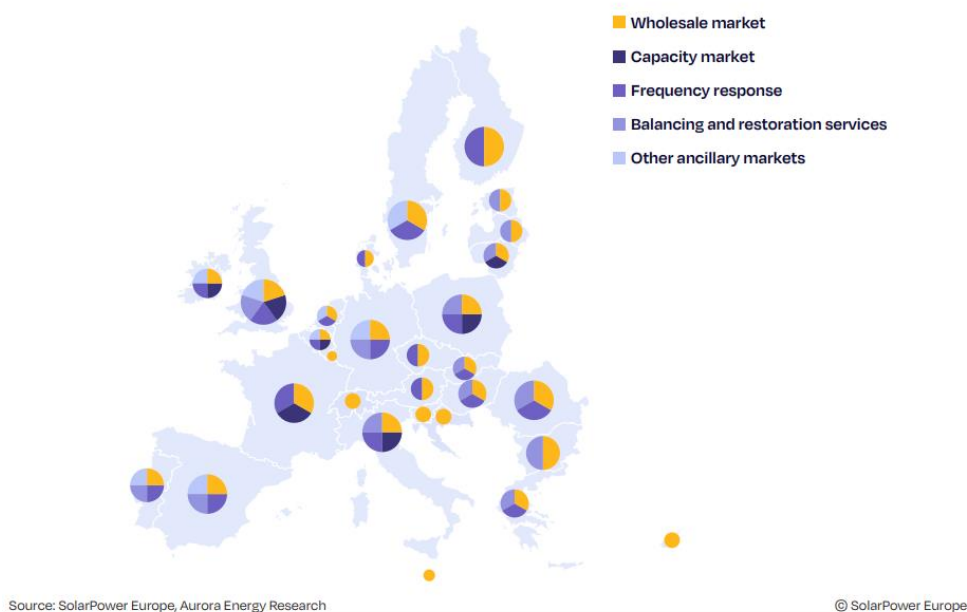 Wholesale market
Capacity market
Frequency response
Balancing and restoration services
Other ancillary markets
Source: SolarPower Europe, Aurora Energy Research
© SolarPower Europe